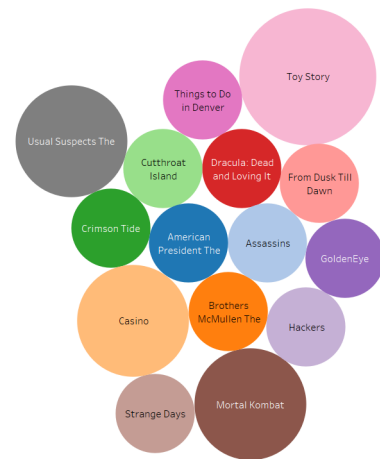 Toy Story
Things to Do
in Denver
Usual Suspects The
Cutthroat
Island
Dracula: Dead
and Loving It
From Dusk Till
Dawn
Crimson Tide
American
President The
Assassins
GoldenEye
Casino
Brothers
McMullen The
Hackers
Strange Days
Mortal Kombat